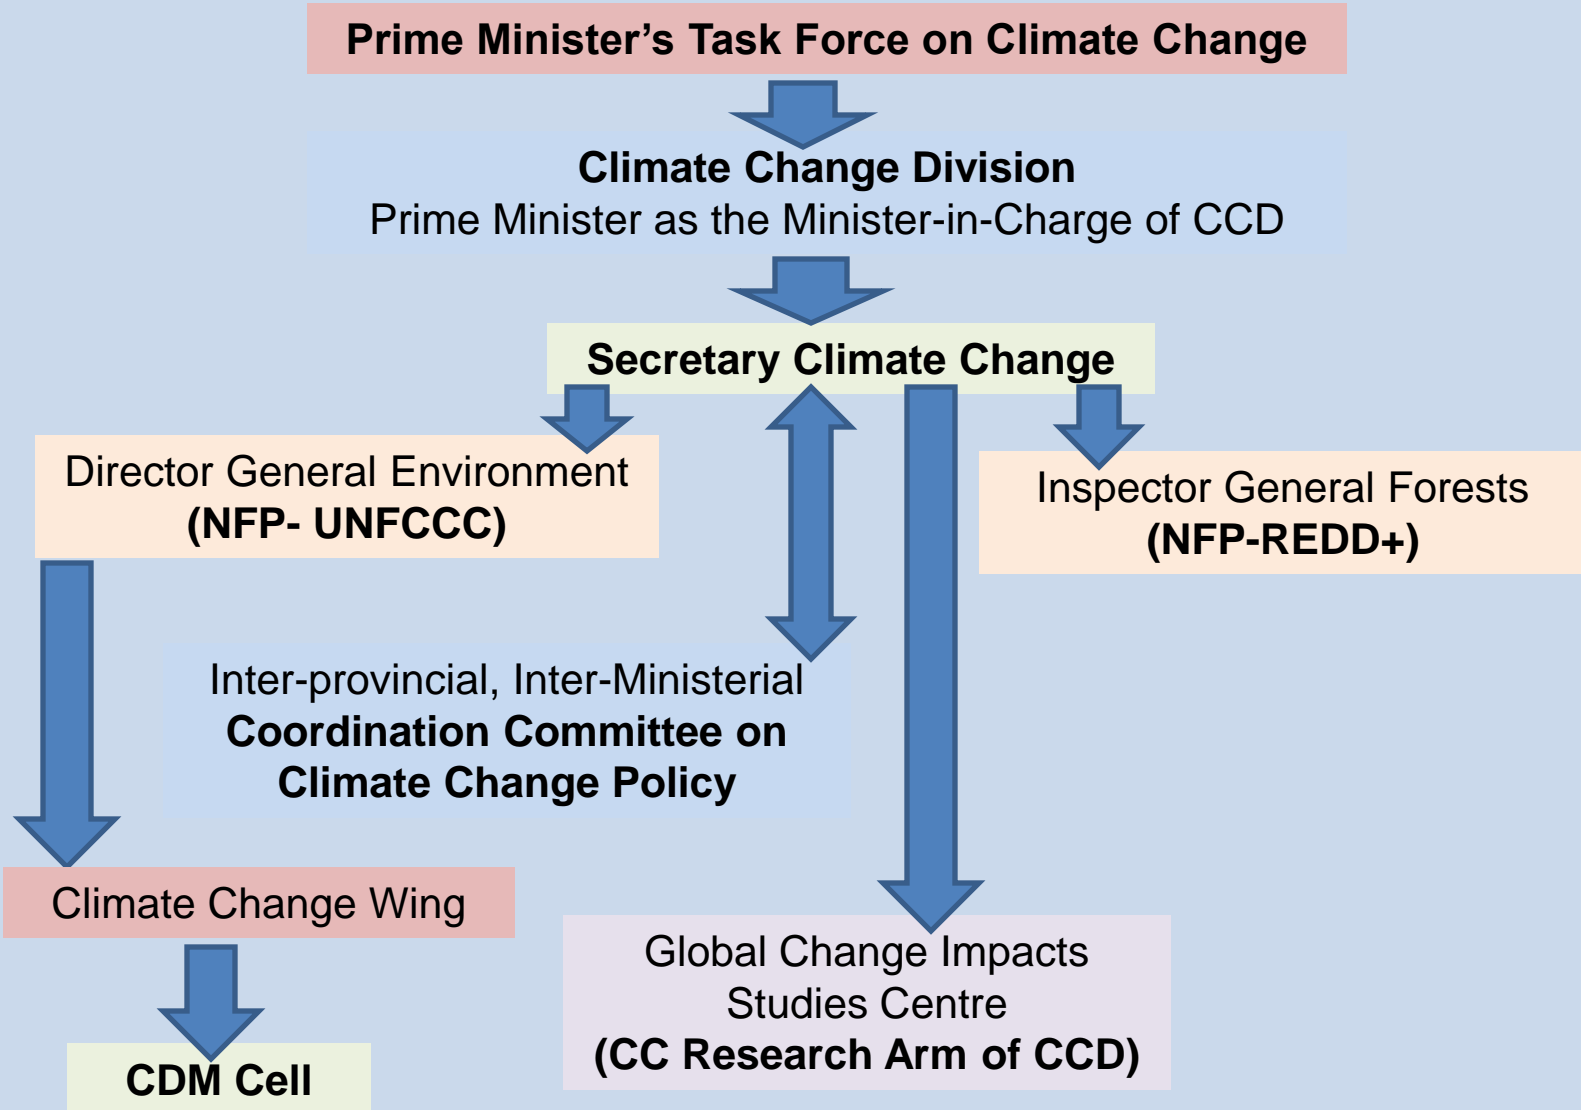 Prime Minister’s Task Force on Climate Change
Climate Change Division
Prime Minister as the Minister-in-Charge of CCD
Secretary Climate Change
Director General Environment
(NFP- UNFCCC)
Inspector General Forests
(NFP-REDD+)
Inter-provincial, Inter-Ministerial
Coordination Committee on
Climate Change Policy
Climate Change Wing
Global Change Impacts
Studies Centre
(CC Research Arm of CCD)
CDM Cell